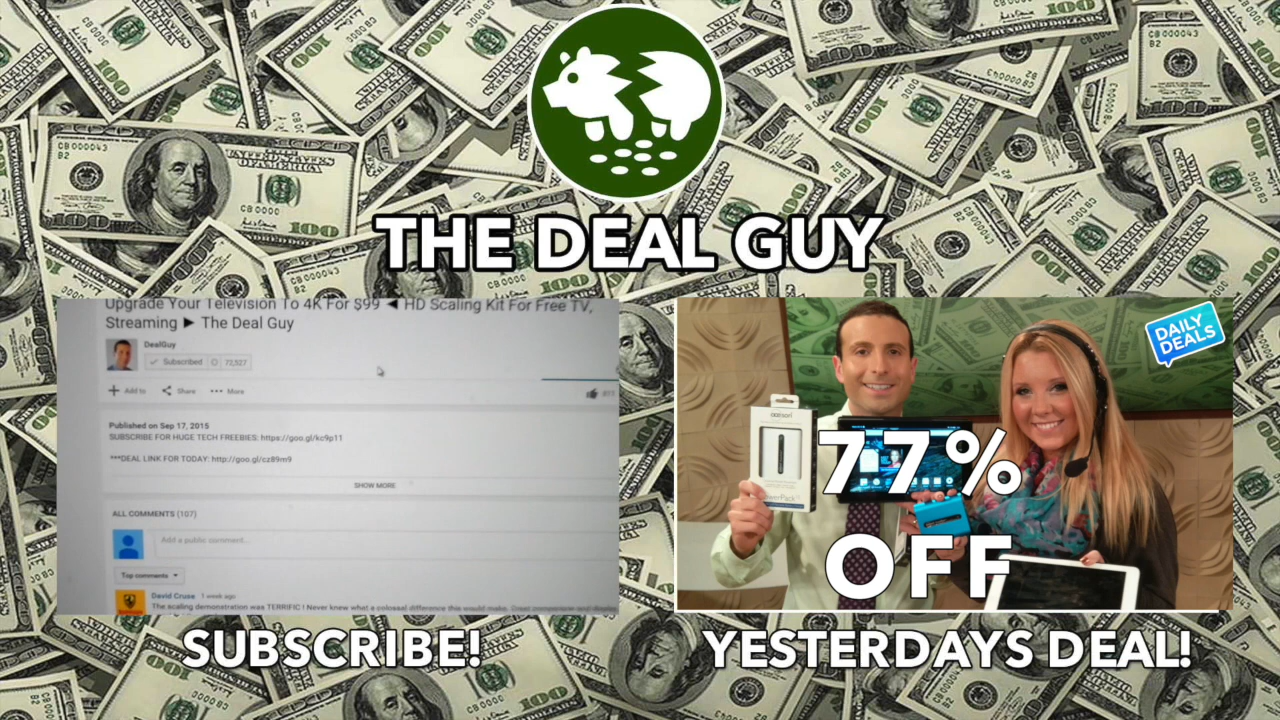 THE DEAL GUY
Upgrade Your Television To 4K For $99 ◄ HD Scaling Kit For Free TV,
Streaming ► The Deal Guy
DealGuy
Subscribed 72,527
Add to Share More
Published on Sep 17, 2015
SUBSCRIBE FOR HUGE TECH FREEBIES: https://goo.gl/kc9p11
***DEAL LINK FOR TODAY: http://goo.gl/cz89m9
SHOW MORE
ALL COMMENTS (107)
Add a public comment...
Top comments
David Cruse 1 week ago
The scaling demonstration was TERRIFIC ! Never knew what a colossal difference this would make.
DAILY
DEALS
77%
OFF
SUBSCRIBE!
YESTERDAYS DEAL!